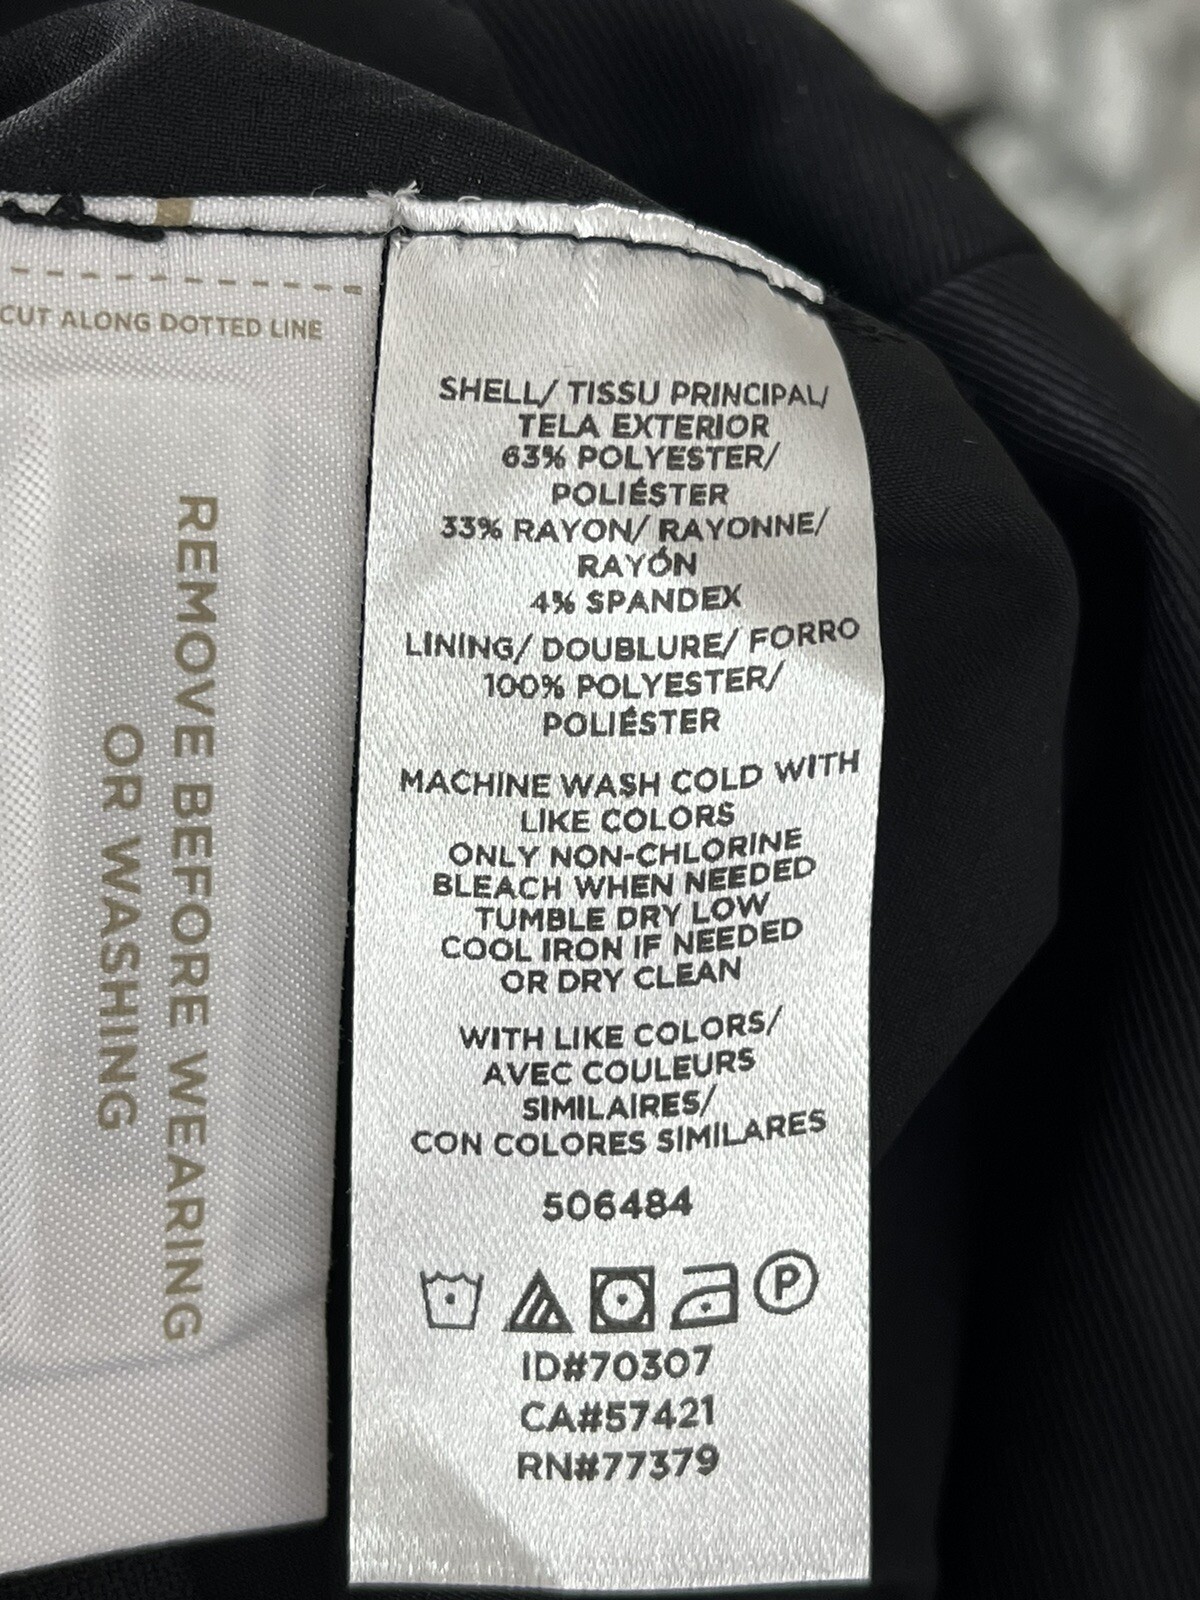 CUT ALONG DOTTED LINE
REMOVE BEFORE WEARING
OR WASHING
SHELL/ TISSU PRINCIPAL/
TELA EXTERIOR
63% POLYESTER/
POLIÉSTER
33% RAYON/ RAYONNE/
RAYÓN
4% SPANDEX
LINING/ DOUBLURE/ FORRO
100% POLYESTER/
POLIÉSTER
MACHINE WASH COLD WITH
LIKE COLORS
ONLY NON-CHLORINE
BLEACH WHEN NEEDED
TUMBLE DRY LOW
COOL IRON IF NEEDED
OR DRY CLEAN
WITH LIKE COLORS/
AVEC COULEURS
SIMILAIRES/
CON COLORES SIMILARES
506484
P
ID#70307
CA#57421
RN#77379